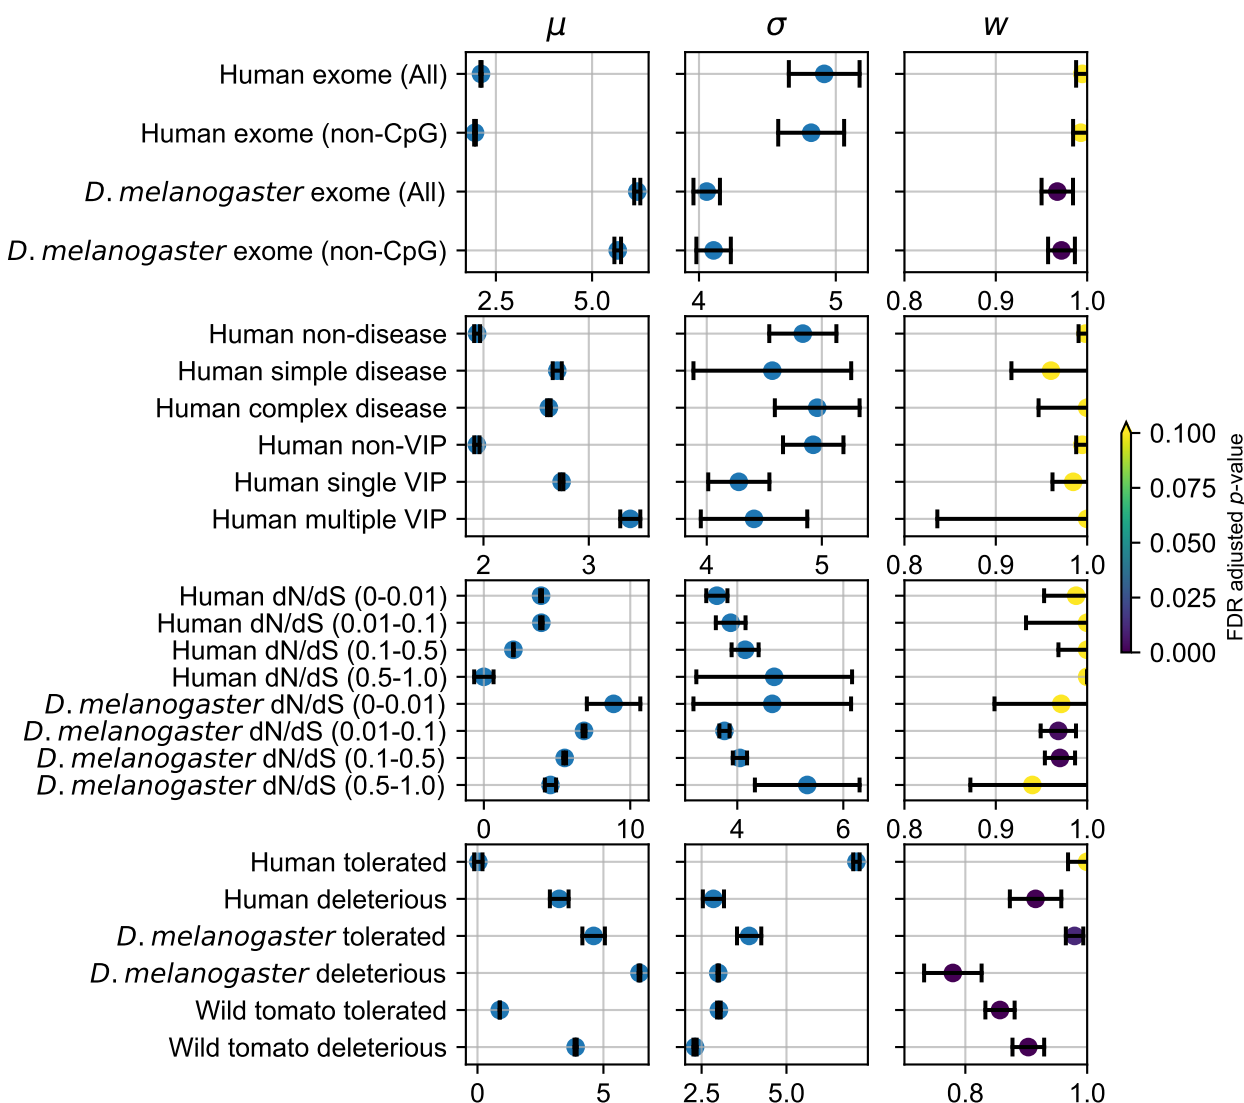 μ σ w
Human exome (All)
Human exome (non-CpG)
D. melanogaster exome (All)
D. melanogaster exome (non-CpG)
2.5 5.0 4 5 0.8 0.9 1.0
Human non-disease
Human simple disease
Human complex disease
Human non-VIP
Human single VIP
Human multiple VIP
2 3 4 5 0.8 0.9 1.0
Human dN/dS (0-0.01)
Human dN/dS (0.01-0.1)
Human dN/dS (0.1-0.5)
Human dN/dS (0.5-1.0)
D. melanogaster dN/dS (0-0.01)
D. melanogaster dN/dS (0.01-0.1)
D. melanogaster dN/dS (0.1-0.5)
D. melanogaster dN/dS (0.5-1.0)
0 10 4 6 0.8 0.9 1.0
Human tolerated
Human deleterious
D. melanogaster tolerated
D. melanogaster deleterious
Wild tomato tolerated
Wild tomato deleterious
0 5 2.5 5.0 0.8 1.0
0.100
0.075
0.050
0.025
0.000
FDR adjusted p-value